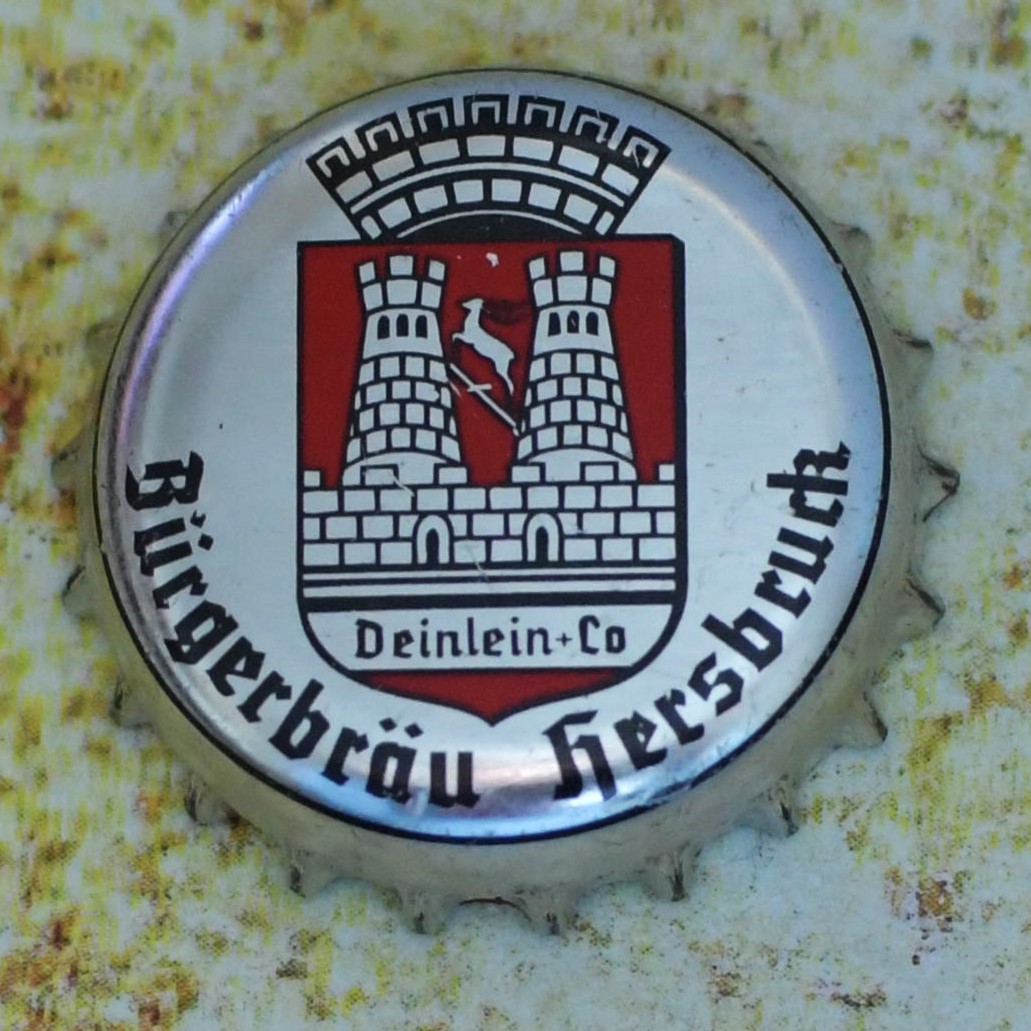 Deinlein + Co
Bürgerbräu Hersbruck